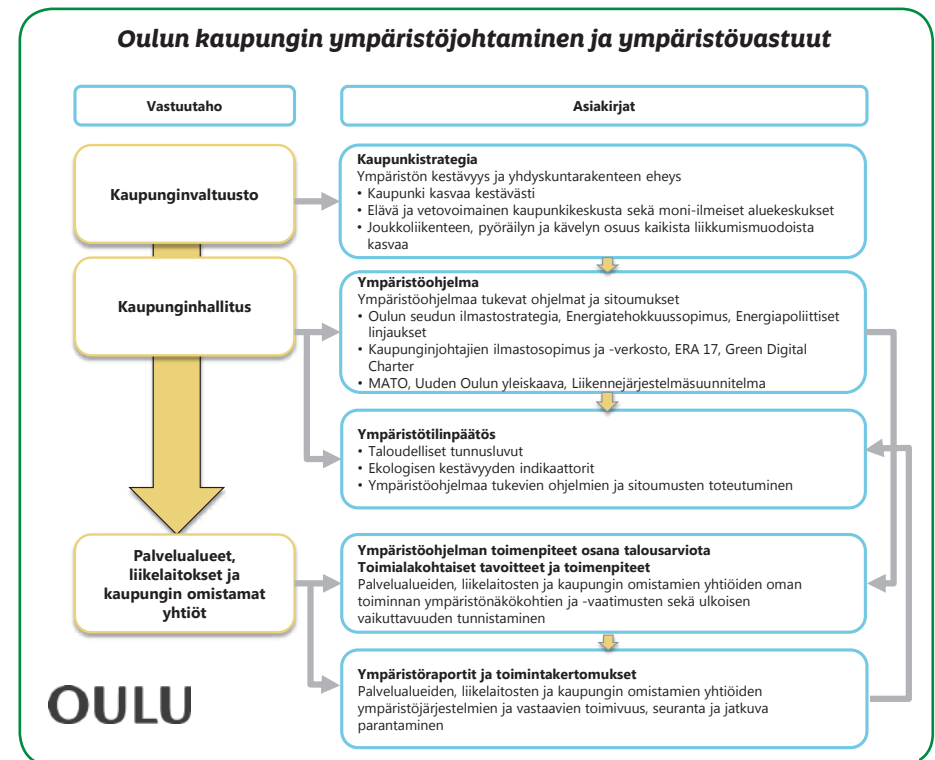 Oulun kaupungin ympäristöjohtaminen ja ympäristövastuut
Vastuutaho
Asiakirjat
Kaupunginvaltuusto
Kaupunkistrategia
Ympäristön kestävyys ja yhdyskuntarakenteen eheys
• Kaupunki kasvaa kestävästi
• Elävä ja vetovoimainen kaupunkikeskusta sekä moni-ilmeiset aluekeskukset
• Joukkoliikenteen, pyöräilyn ja kävelyn osuus kaikista liikkumismuodoista
kasvaa
Kaupunginhallitus
Ympäristöohjelma
Ympäristöohjelmaa tukevat ohjelmat ja sitoumukset
• Oulun seudun ilmastostrategia, Energiatehokkuussopimus, Energiapoliittiset
linjaukset
• Kaupunginjohtajien ilmastosopimus ja -verkosto, ERA 17, Green Digital
Charter
• MATO, Uuden Oulun yleiskaava, Liikennejärjestelmäsuunnitelma
Ympäristötilinpäätös
• Taloudelliset tunnusluvut
• Ekologisen kestävyyden indikaattorit
• Ympäristöohjelmaa tukevien ohjelmien ja sitoumusten toteutuminen
Palvelualueet,
liikelaitokset ja
kaupungin omistamat
yhtiöt
Ympäristöohjelman toimenpiteet osana talousarviota
Toimialakohtaiset tavoitteet ja toimenpiteet
Palvelualueiden, liikelaitosten ja kaupungin omistamien yhtiöiden oman
toiminnan ympäristönäkökohtien ja -vaatimusten sekä ulkoisen
vaikuttavuuden tunnistaminen
Ympäristöraportit ja toimintakertomukset
Palvelualueiden, liikelaitosten ja kaupungin omistamien yhtiöiden
ympäristöjärjestelmien ja vastaavien toimivuus, seuranta ja jatkuva
parantaminen
OULU